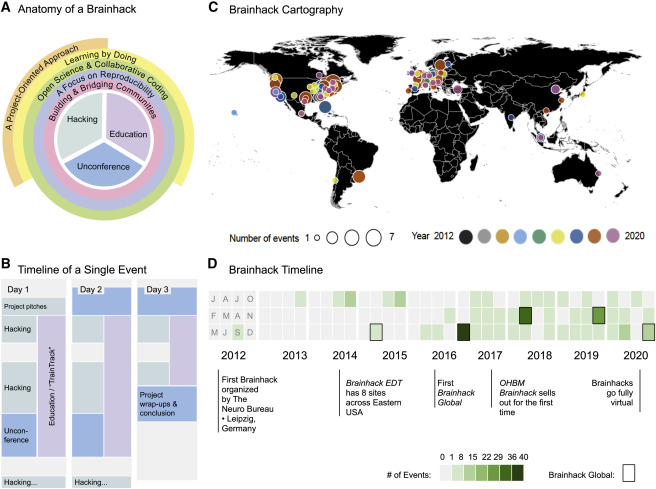 A Anatomy of a Brainhack
A Project-Oriented Approach
Learning by Doing
Open Science & Collaborative Coding
A Focus on Reproducibility
Building & Bridging Communities
Hacking
Education
Unconference
B Timeline of a Single Event
Day 1
Day 2
Day 3
Project pitches
Hacking
Hacking
Education / "TrainTrack"
Uncon-
ference
Project
wrap-ups &
conclusion
Hacking...
Hacking...
C Brainhack Cartography
Number of events 1 7
Year 2012 2020
D Brainhack Timeline
J A J O
F M A N
M J S D
2012 2013 2014 2015 2016 2017 2018 2019 2020
First Brainhack
organized
by The
Neuro Bureau
• Leipzig,
Germany
Brainhack EDT
has 8 sites
across Eastern
USA
First
Brainhack
Global
OHBM
Brainhack sells
out for the first
time
Brainhacks
go fully
virtual
0 1 8 15 22 29 36 40
# of Events:
Brainhack Global: